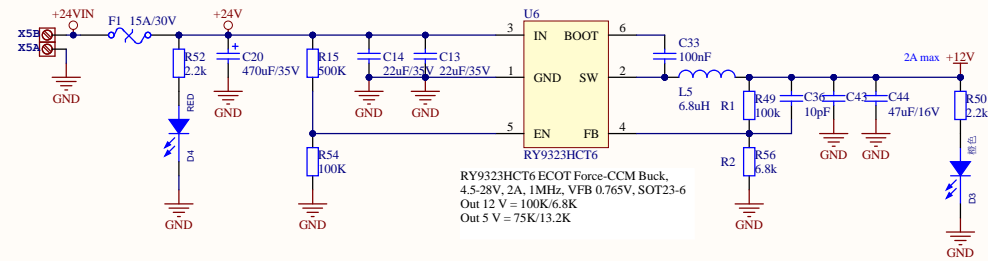 +24VIN
F1 15A/30V
+24V
X5B
X5A
GND
R52
2.2k
RED
D4
GND
C20
470uF/35V
GND
R15
500K
R54
100K
GND
C14
22uF/35V
GND
C13
22uF/35V
GND
U6
3 IN BOOT 6
1 GND SW 2
5 EN FB 4
RY9323HCT6
C33
100nF
L5
6.8uH
R1
R49
100k
R2
R56
6.8k
GND
C36
10pF
C43
GND
C44
47uF/16V
GND
2A max
+12V
R50
2.2k
橙色
D3
GND
RY9323HCT6 ECOT Force-CCM Buck,
4.5-28V, 2A, 1MHz, VFB 0.765V, SOT23-6
Out 12 V = 100K/6.8K
Out 5 V = 75K/13.2K